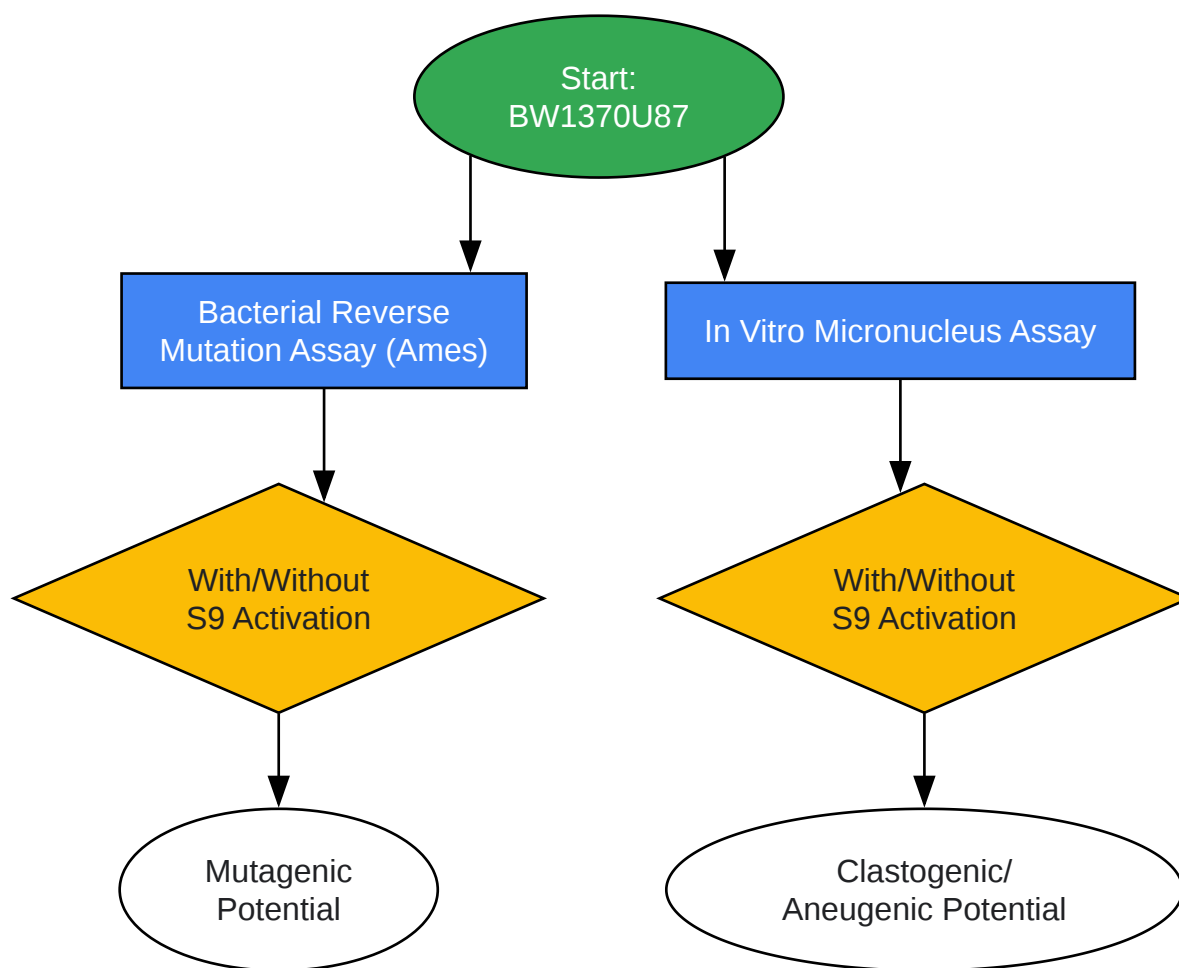 Start:
BW1370U87
Bacterial Reverse
Mutation Assay (Ames)
In Vitro Micronucleus Assay
With/Without
S9 Activation
With/Without
S9 Activation
Mutagenic
Potential
Clastogenic/
Aneugenic Potential